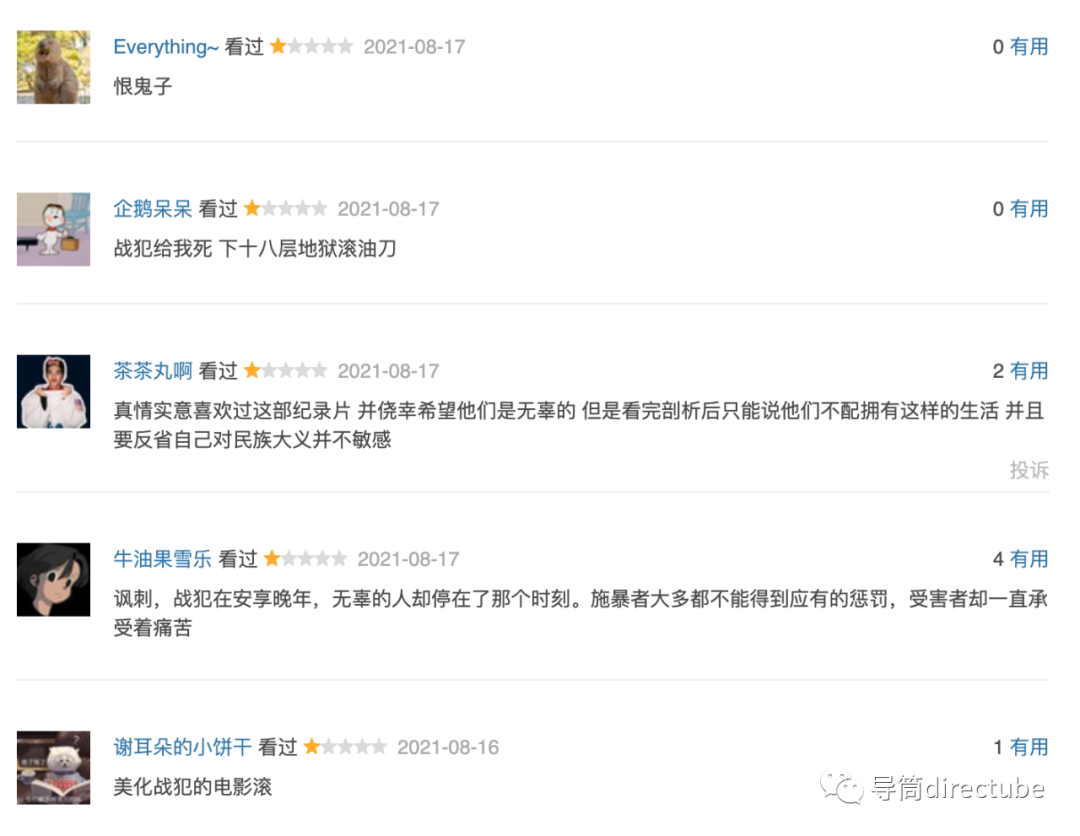 Everything~ 看过 2021-08-17 0 有用
恨鬼子
企鹅呆呆 看过 2021-08-17 0 有用
战犯给我死 下十八层地狱滚油刀
茶茶丸啊 看过 2021-08-17 2 有用
真情实意喜欢过这部纪录片 并侥幸希望他们是无辜的 但是看完剖析后只能说他们不配拥有这样的生活 并且
要反省自己对民族大义并不敏感
投诉
牛油果雪乐 看过 2021-08-17 4 有用
讽刺，战犯在安享晚年，无辜的人却停在了那个时刻。施暴者大多都不能得到应有的惩罚，受害者却一直承
受着痛苦
谢耳朵的小饼干 看过 2021-08-16 1 有用
美化战犯的电影滚
导筒directube